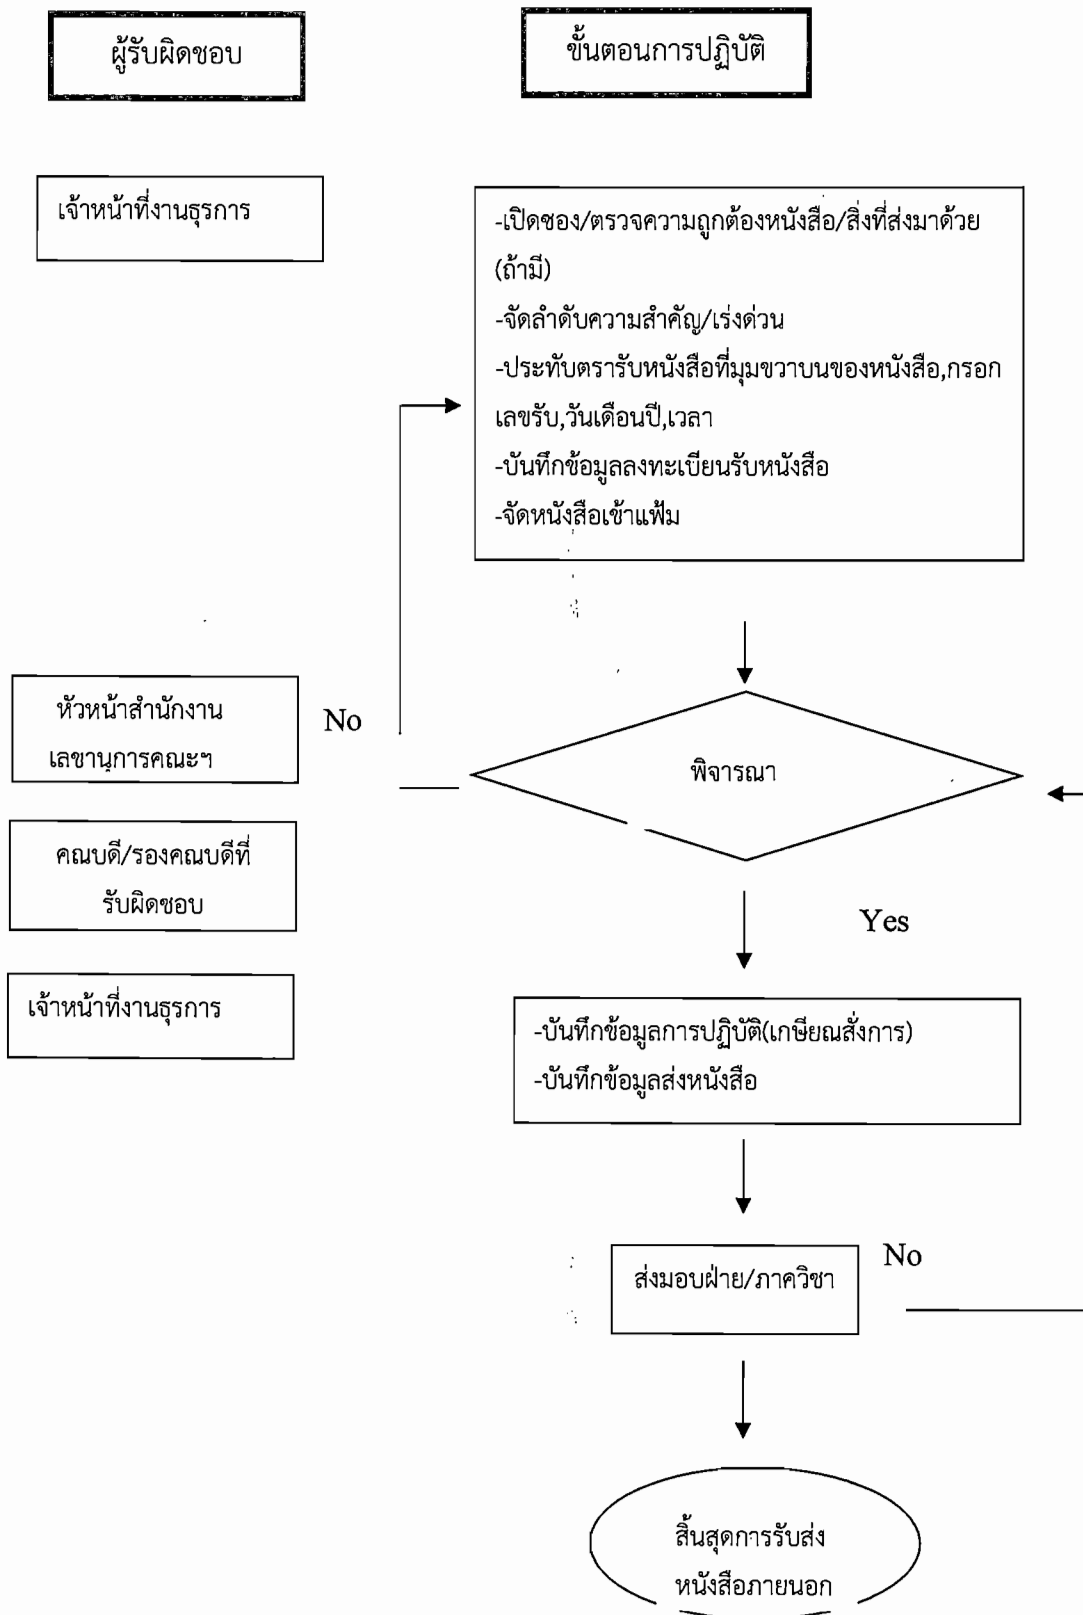 ผู้รับผิดชอบ
ขั้นตอนการปฏิบัติ
เจ้าหน้าที่งานธุรการ
-เปิดซอง/ตรวจความถูกต้องหนังสือ/สิ่งที่ส่งมาด้วย
(ถ้ามี)
-จัดลำดับความสำคัญ/เร่งด่วน
-ประทับตรารับหนังสือที่มุมขวาบนของหนังสือ,กรอก
เลขรับ,วันเดือนปี,เวลา
-บันทึกข้อมูลลงทะเบียนรับหนังสือ
-จัดหนังสือเข้าแฟ้ม
หัวหน้าสำนักงาน
เลขานุการคณะฯ
No
พิจารณา
คณบดี/รองคณบดีที่
รับผิดชอบ
Yes
เจ้าหน้าที่งานธุรการ
-บันทึกข้อมูลการปฏิบัติ(เกษียณสั่งการ)
-บันทึกข้อมูลส่งหนังสือ
ส่งมอบฝ่าย/ภาควิชา
No
สิ้นสุดการรับส่ง
หนังสือภายนอก